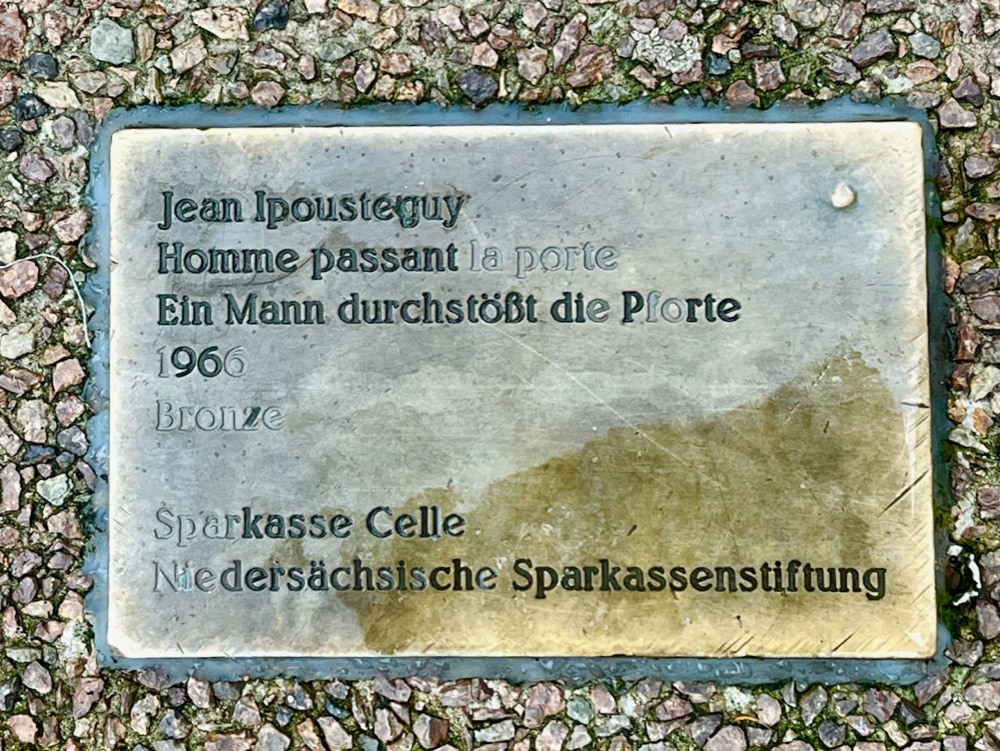 Jean Ipousteguy
Homme passant la porte
Ein Mann durchstößt die Pforte
1966
Bronze
Sparkasse Celle
Niedersächsische Sparkassenstiftung